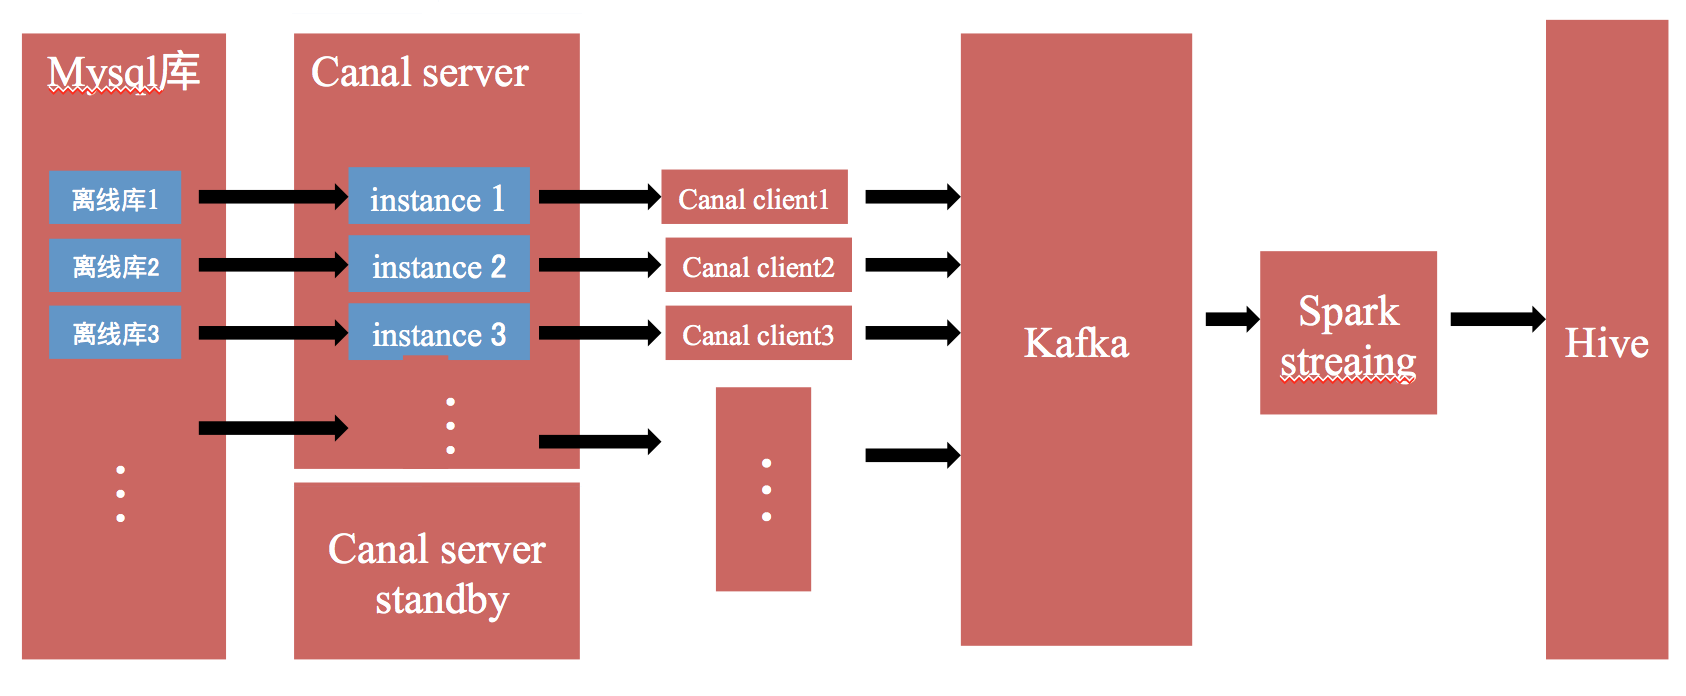 Mysql库
离线库1
离线库2
离线库3
Canal server
instance 1
instance 2
instance 3
Canal server
standby
Canal client1
Canal client2
Canal client3
Kafka
Spark
streaing
Hive